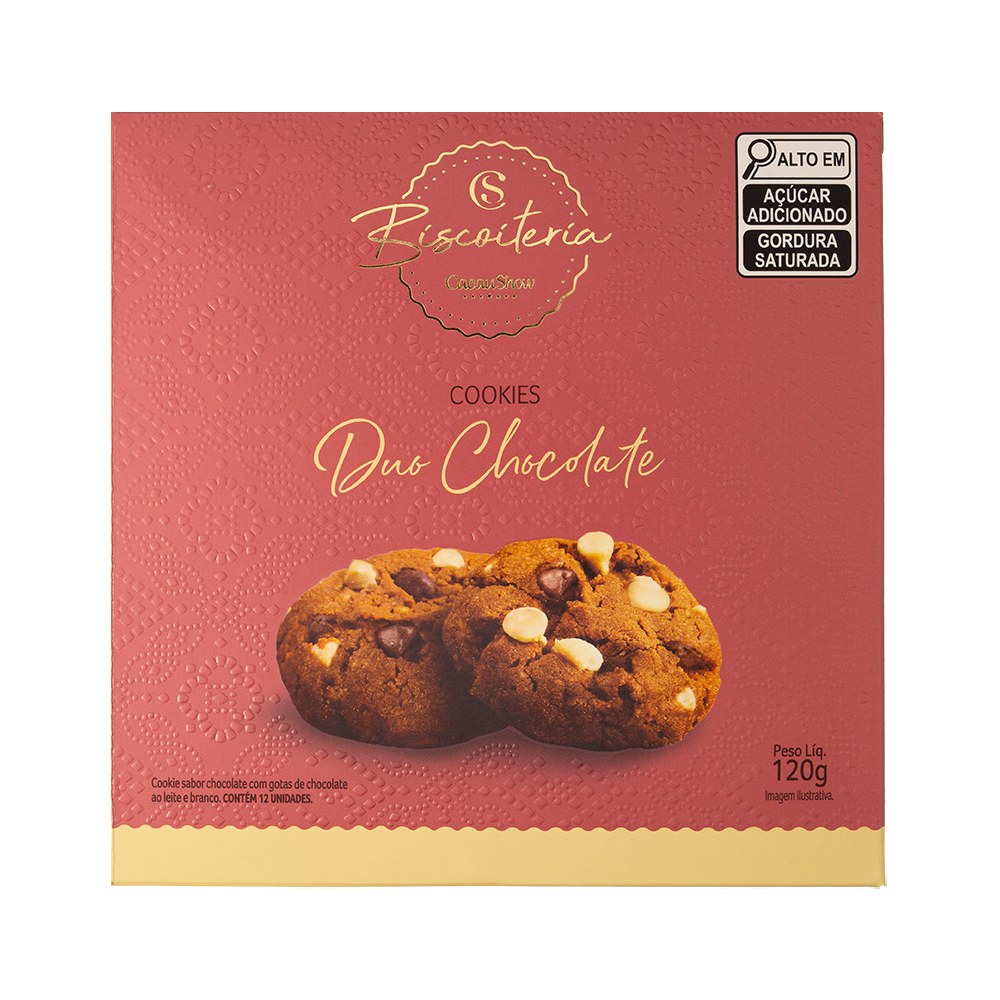 CS
Biscoiteria
CacauShow
ALTO EM
AÇÚCAR
ADICIONADO
GORDURA
SATURADA
COOKIES
Duo Chocolate
Cookie sabor chocolate com gotas de chocolate
ao leite e branco. CONTÉM 12 UNIDADES.
Peso Líq.
120g
Imagem ilustrativa.